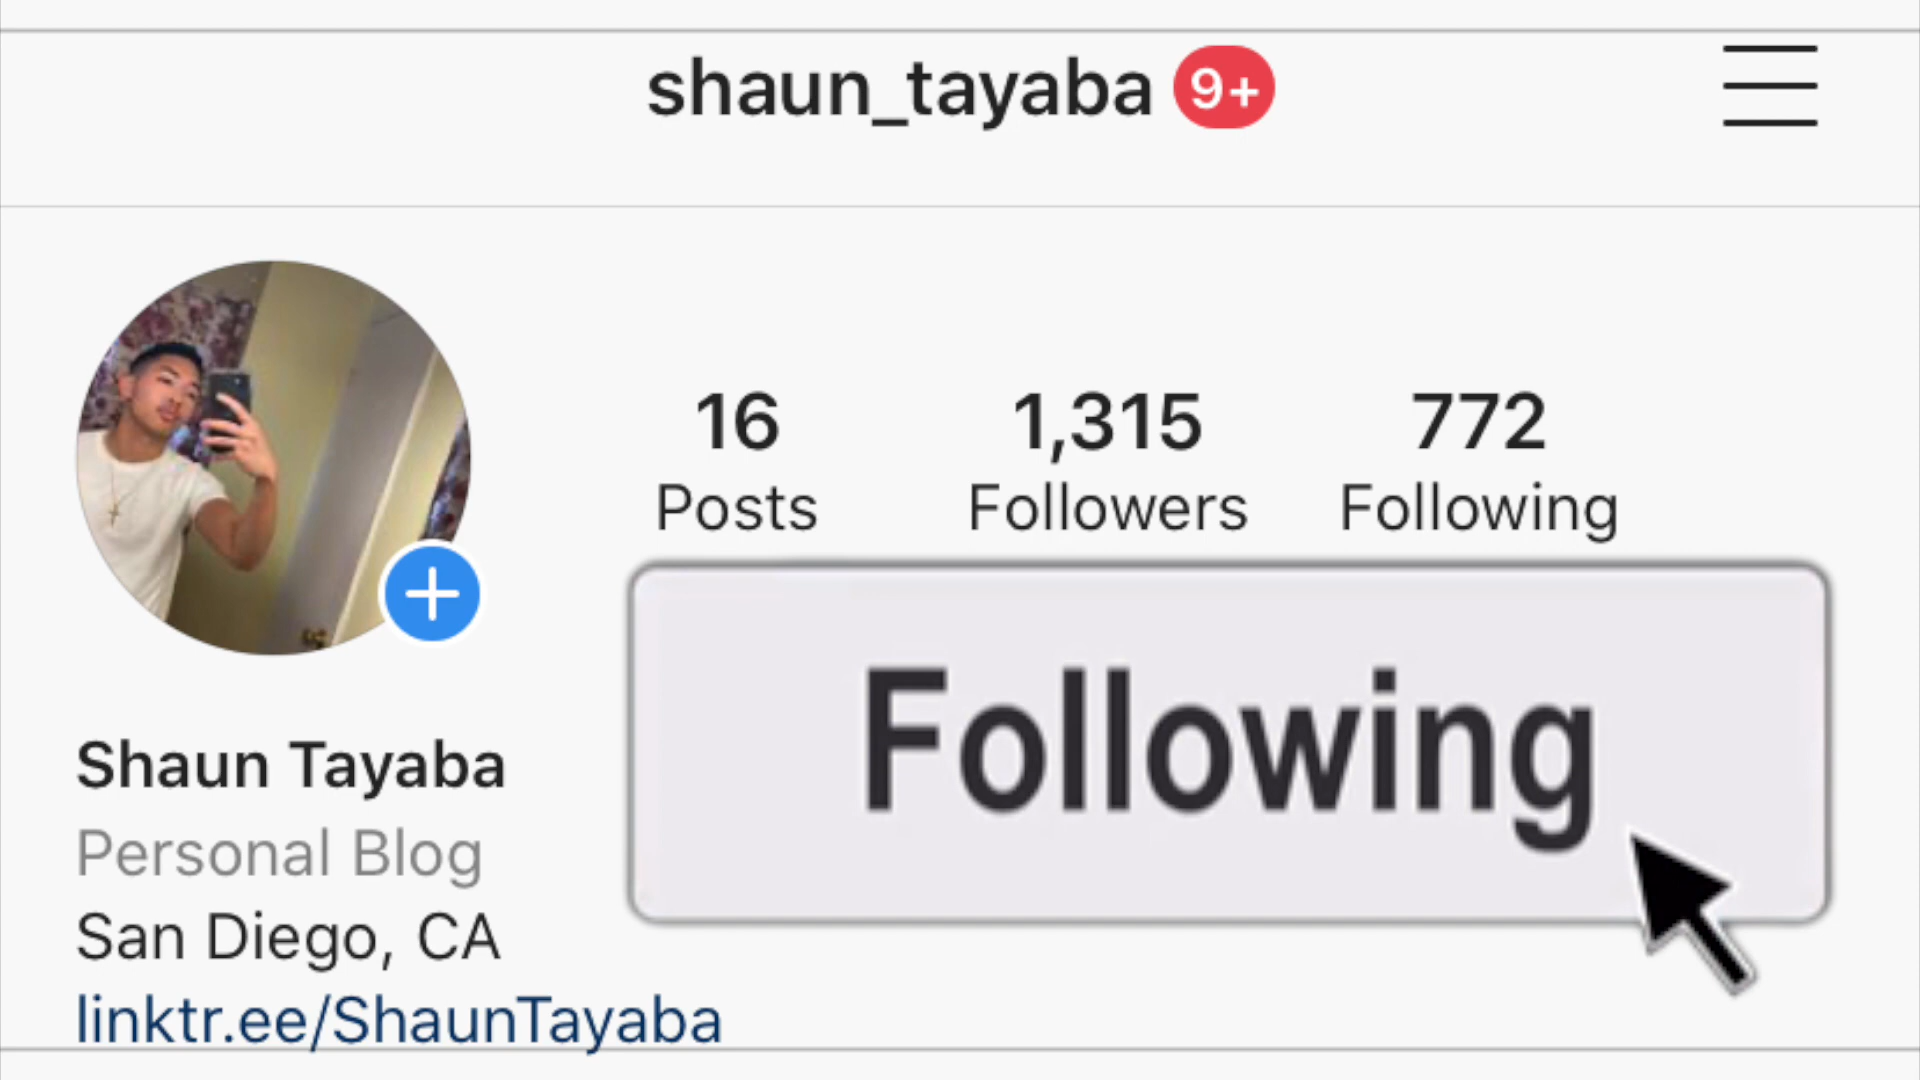 shaun_tayaba 9+
16 1,315 772
Posts Followers Following
Following
Shaun Tayaba
Personal Blog
San Diego, CA
linktr.ee/ShaunTayaba